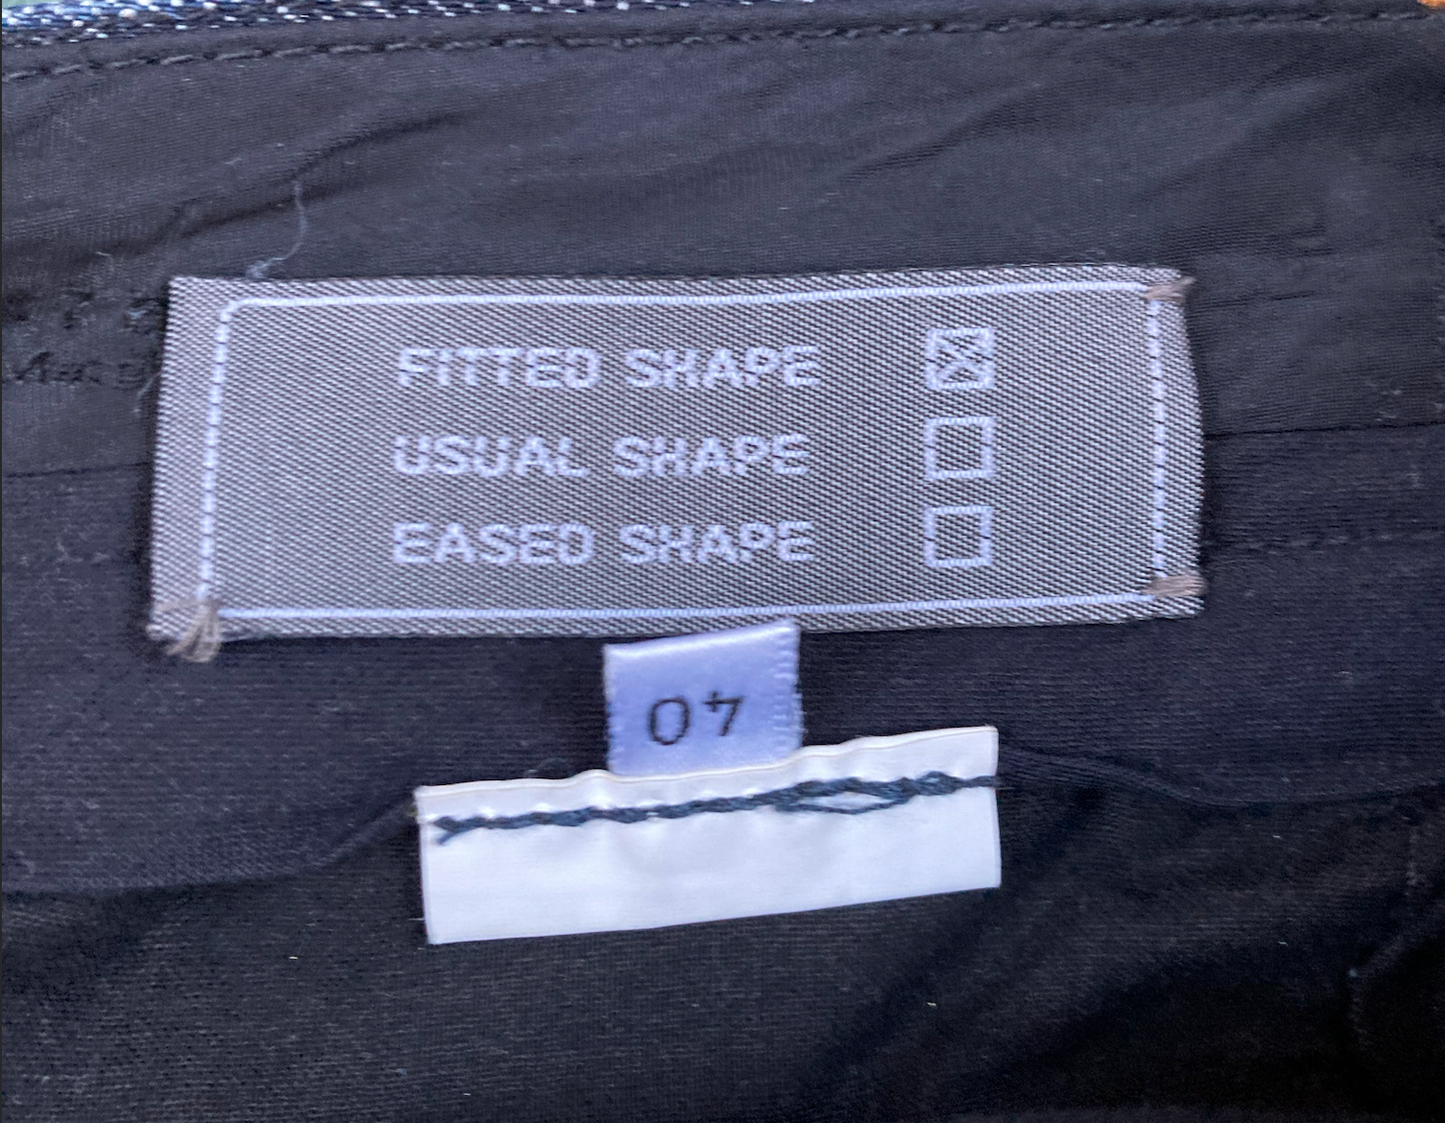 FITTED SHAPE ☒
USUAL SHAPE ☐
EASED SHAPE ☐
40